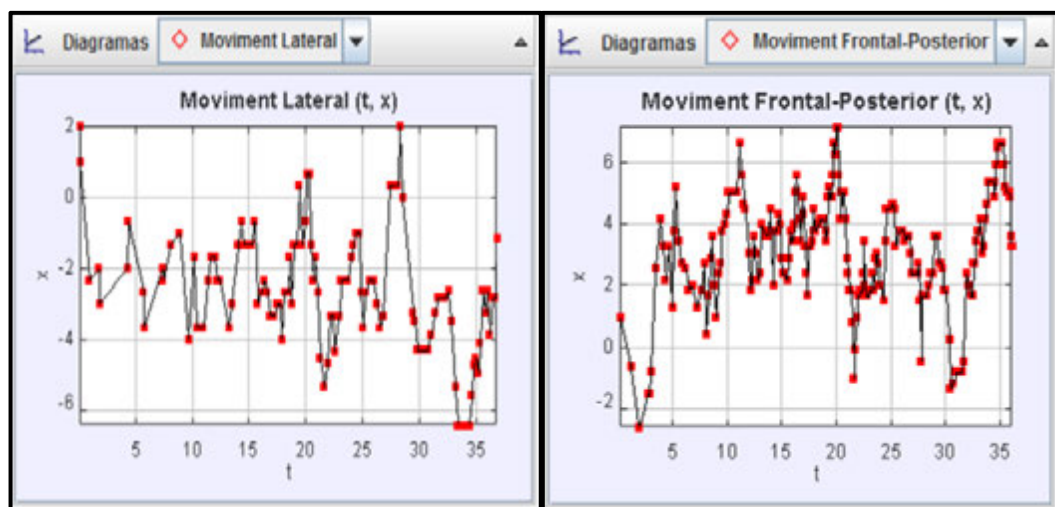 Diagramas Moviment Lateral
Moviment Lateral (t, x)
2
0
-2
-4
-6
x
5 10 15 20 25 30 35
t
Diagramas Moviment Frontal-Posterior
Moviment Frontal-Posterior (t, x)
6
4
2
0
-2
x
5 10 15 20 25 30 35
t